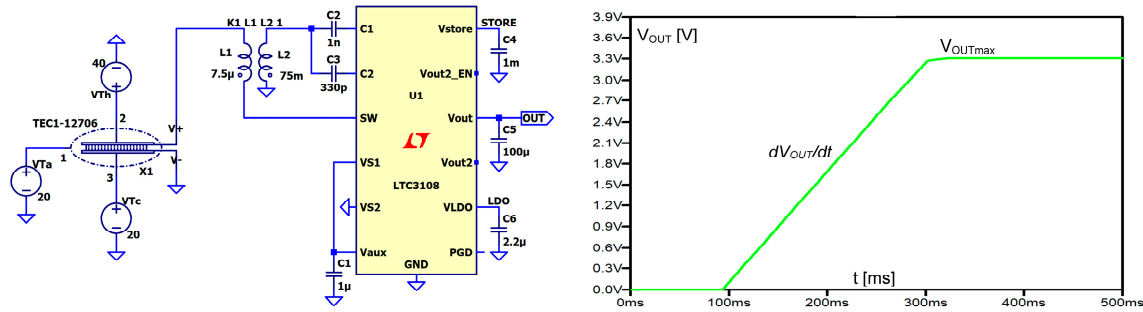 K1 L1 L2 1
C2
1n
L1
7.5µ
L2
75m
C3
330p
40
VTh
TEC1-12706
2
V+
V-
1
X1
3
VTa
20
VTc
20
C1
C2
SW
VS1
VS2
Vaux
GND
U1
LTC3108
Vstore
Vout2_EN
Vout
Vout2
VLDO
PGD
STORE
C4
1m
OUT
C5
100µ
LDO
C6
2.2µ
C1
1µ
3.9V
3.6V
3.3V
3.0V
2.7V
2.4V
2.1V
1.8V
1.5V
1.2V
0.9V
0.6V
0.3V
0.0V
VOUT [V]
VOUTmax
dVOUT/dt
t [ms]
0ms
100ms
200ms
300ms
400ms
500ms